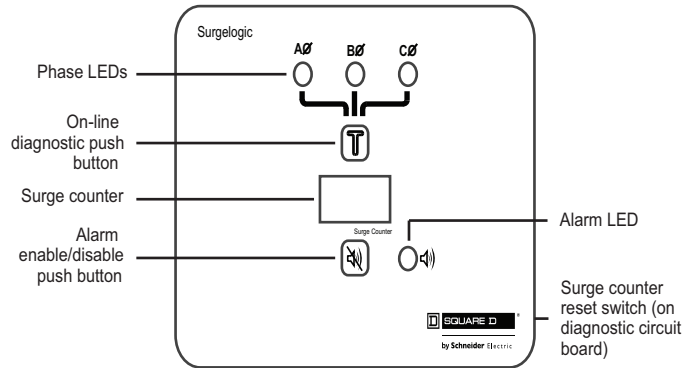 Surgelogic
AØ BØ CØ
Phase LEDs
On-line
diagnostic push
button
T
Surge counter
Surge Counter
Alarm
enable/disable
push button
Alarm LED
Surge counter
reset switch (on
diagnostic circuit
board)
D SQUARE D ®
by Schneider Electric